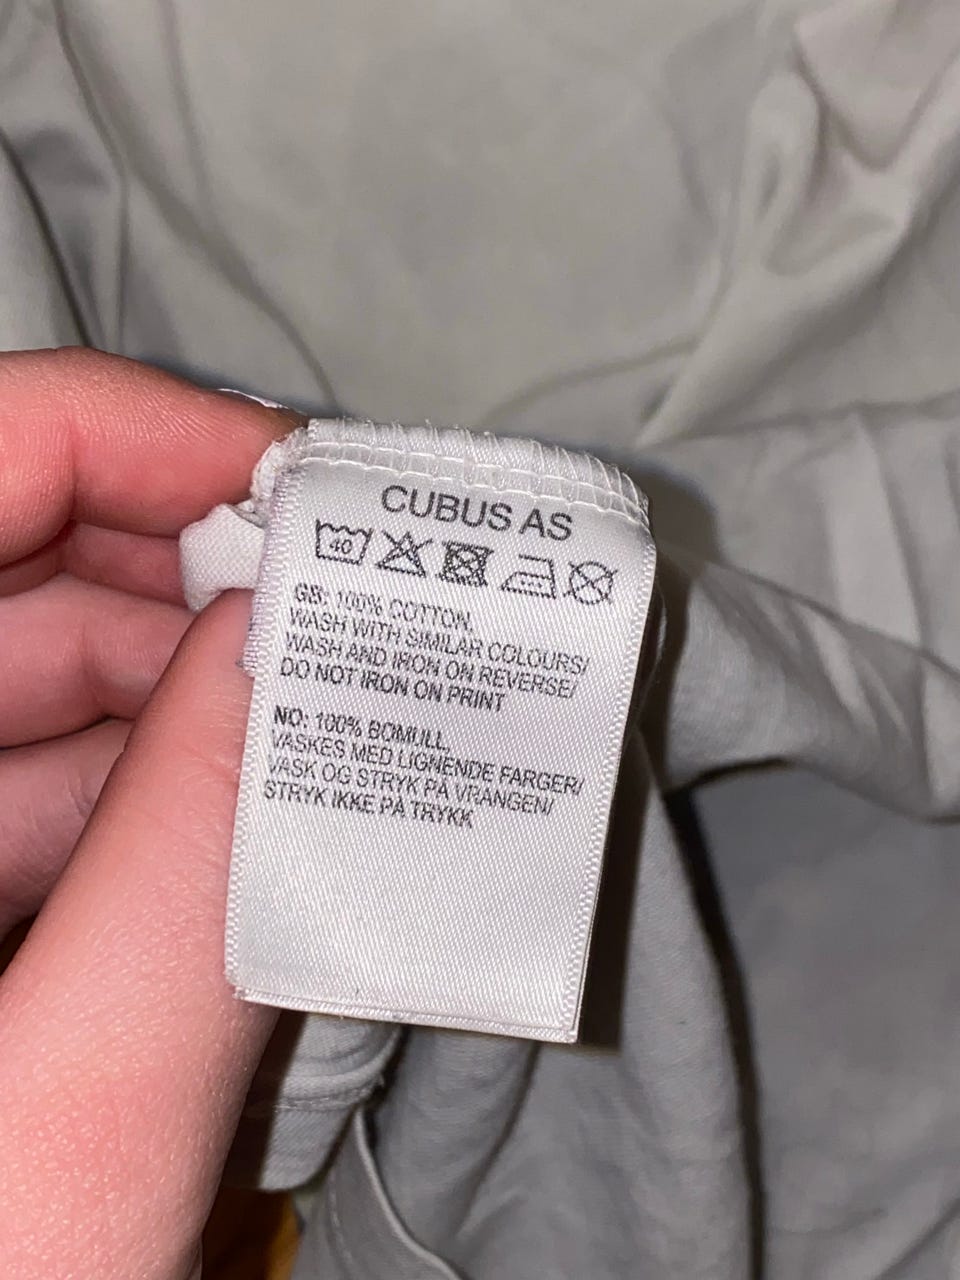 CUBUS AS
40
GB: 100% COTTON,
WASH WITH SIMILAR COLOURS/
WASH AND IRON ON REVERSE/
DO NOT IRON ON PRINT
NO: 100% BOMULL,
VASKES MED LIGNENDE FARGER/
VASK OG STRYK PÅ VRANGEN/
STRYK IKKE PÅ TRYKK